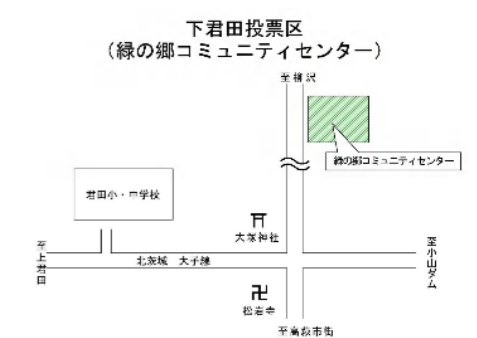 下君田投票区
(緑の郷コミュニティセンター)
至柳沢
緑の郷コミュニティセンター
君田小・中学校
大塚神社
至上君田
北茨城 大子線
至小山ダム
松岩寺
至高萩市街